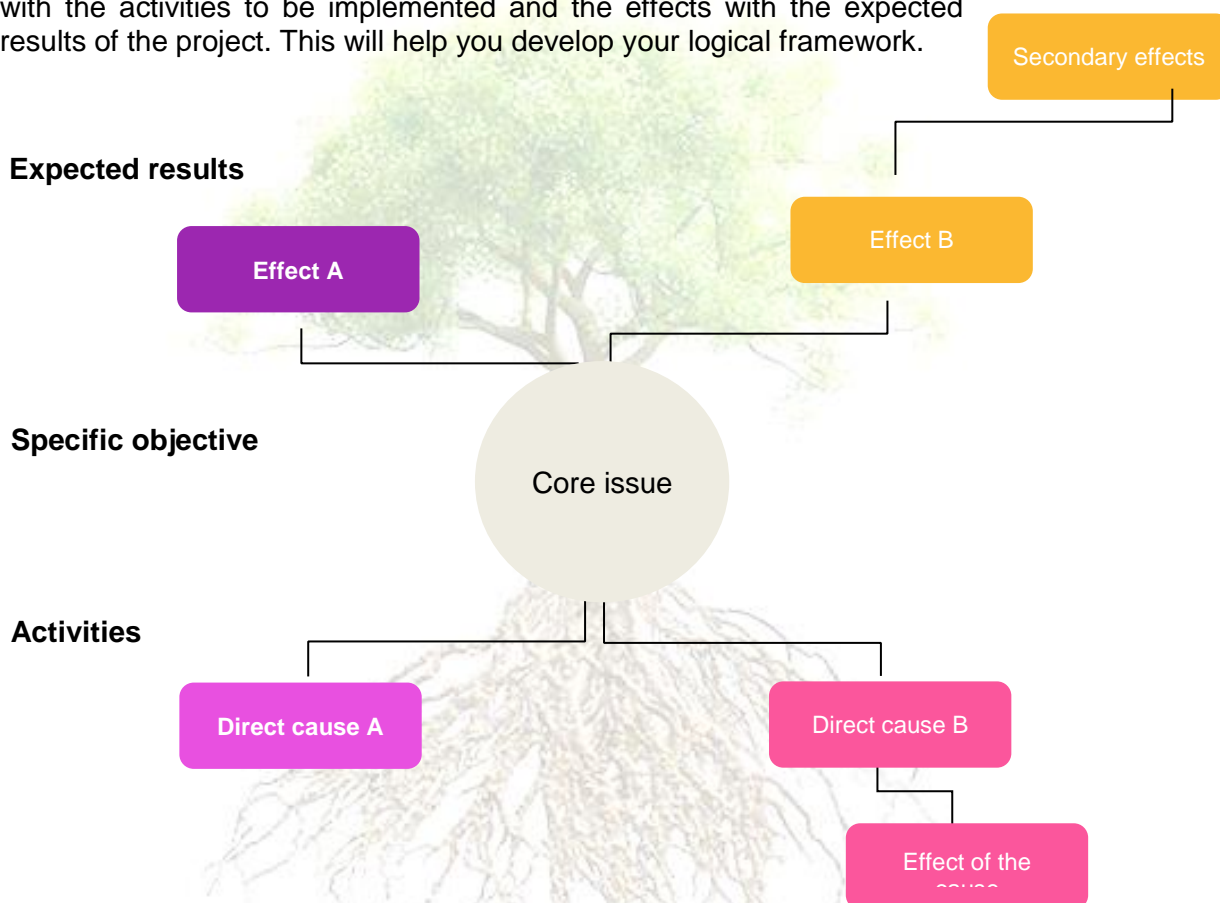 with the activities to be implemented and the effects with the expected
results of the project. This will help you develop your logical framework.
Secondary effects
Expected results
Effect B
Effect A
Specific objective
Core issue
Activities
Direct cause A
Direct cause B
Effect of the